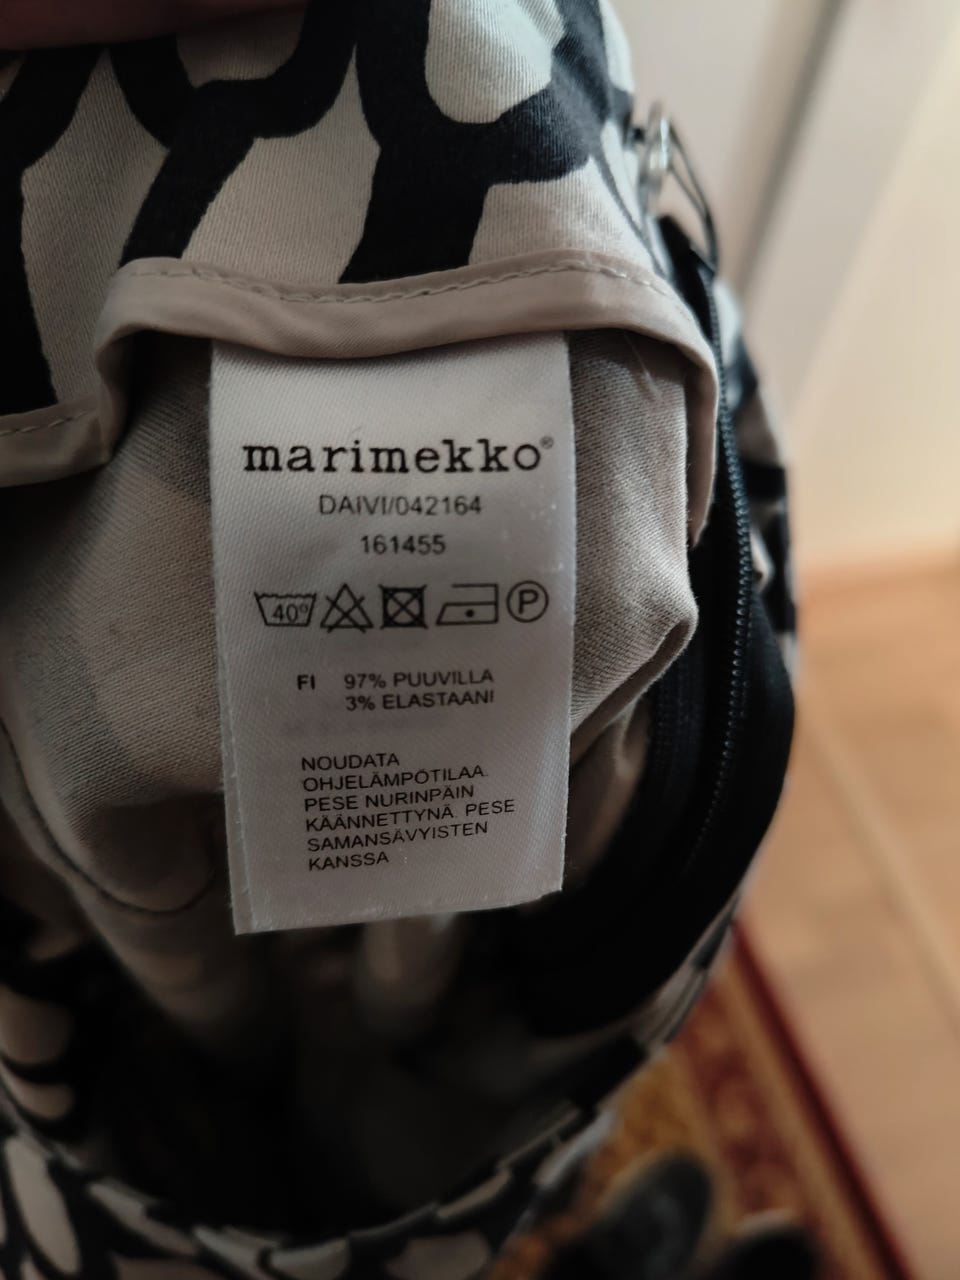 marimekko®
DAIVI/042164
161455
40°
P
FI 97% PUUVILLA
3% ELASTAANI
NOUDATA
OHJELÄMPÖTILAA.
PESE NURINPÄIN
KÄÄNNETTYNÄ. PESE
SAMANSÄVYISTEN
KANSSA